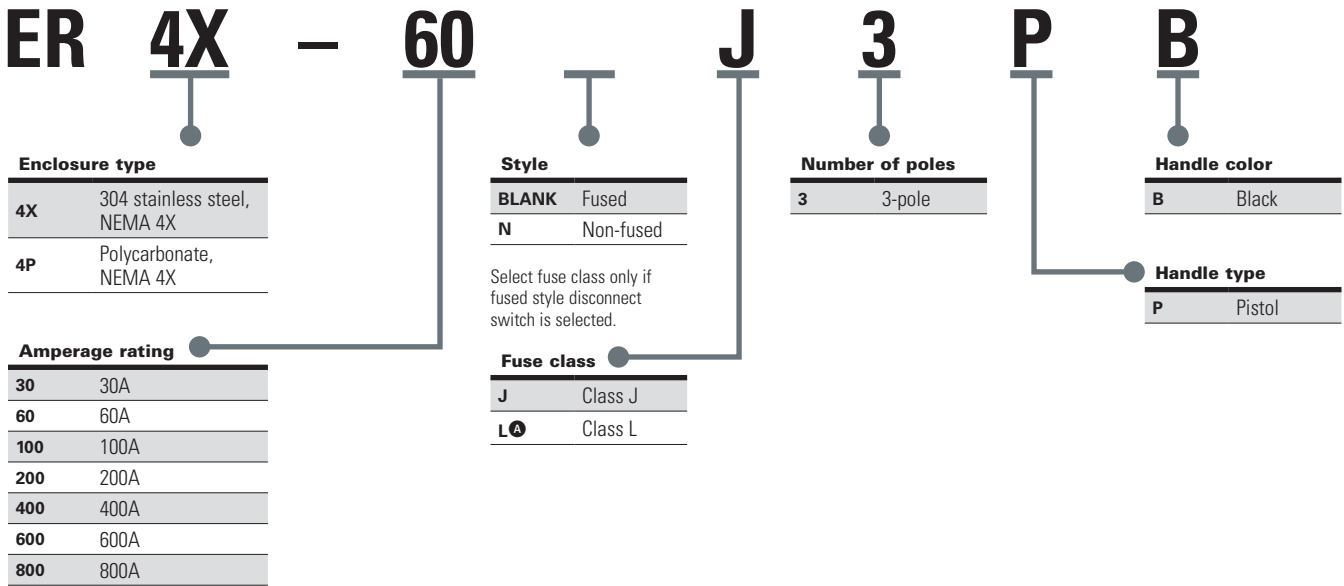 ER 4X – 60 J 3 P B
Enclosure type
4X 304 stainless steel,
NEMA 4X
4P Polycarbonate,
NEMA 4X
Amperage rating
30 30A
60 60A
100 100A
200 200A
400 400A
600 600A
800 800A
Style
BLANK Fused
N Non-fused
Select fuse class only if
fused style disconnect
switch is selected.
Fuse class
J Class J
L🅐 Class L
Number of poles
3 3-pole
Handle color
B Black
Handle type
P Pistol